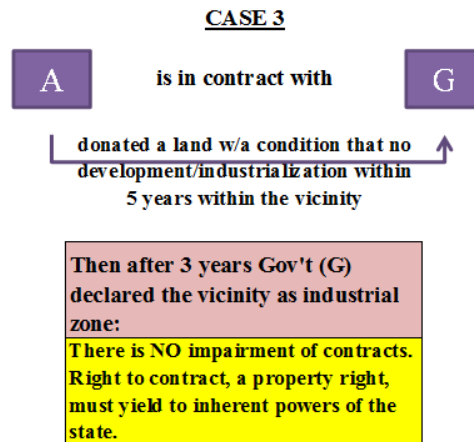 CASE 3
A is in contract with G
donated a land w/a condition that no
development/industrialization within
5 years within the vicinity
Then after 3 years Gov't (G)
declared the vicinity as industrial
zone:
There is NO impairment of contracts.
Right to contract, a property right,
must yield to inherent powers of the
state.